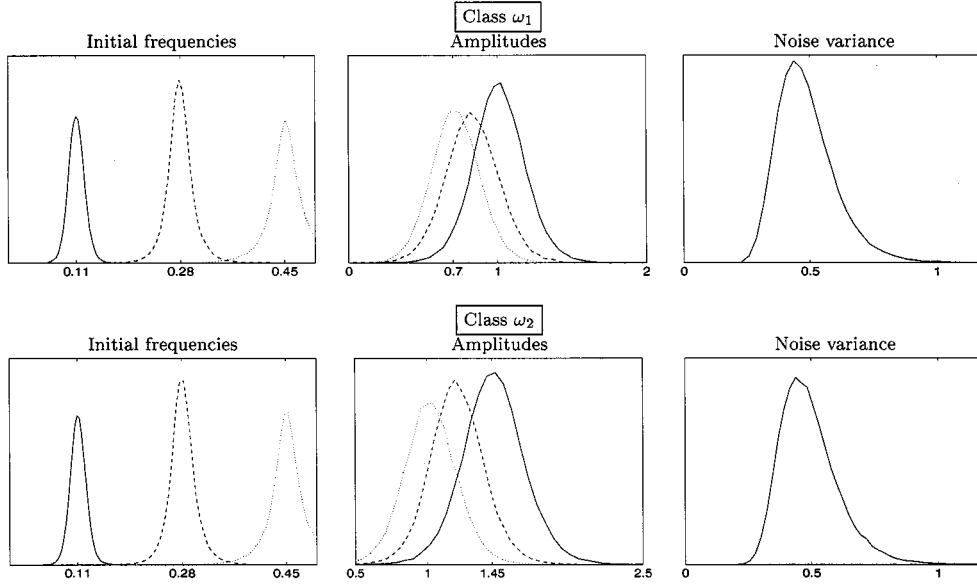 Class ω₁
Initial frequencies
Amplitudes
Noise variance
0.11 0.28 0.45
0 0.7 1 2
0 0.5 1
Class ω₂
Initial frequencies
Amplitudes
Noise variance
0.11 0.28 0.45
0.5 1 1.45 2.5
0 0.5 1